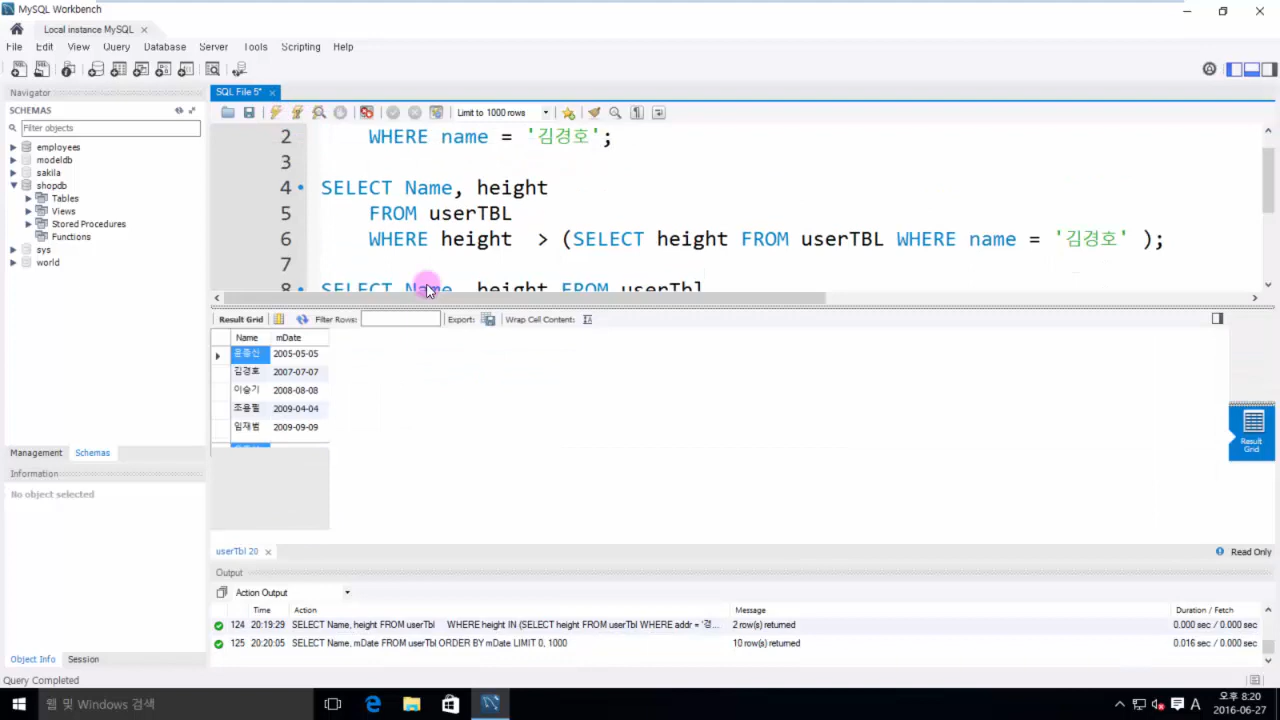 MySQL Workbench
Local instance MySQL
File Edit View Query Database Server Tools Scripting Help
Navigator
SQL File 5*
SCHEMAS
Limit to 1000 rows
Filter objects
employees
modeldb
sakila
shopdb
Tables
Views
Stored Procedures
Functions
sys
world
2 WHERE name = '김경호';
3
4 SELECT Name, height
5 FROM userTBL
6 WHERE height > (SELECT height FROM userTBL WHERE name = '김경호' );
7
8 SELECT Name, height FROM userTbl
Result Grid Filter Rows: Export: Wrap Cell Content:
Name mDate
윤종신 2005-05-05
김경호 2007-07-07
이승기 2008-08-08
조용필 2009-04-04
임재범 2009-09-09
Result
Grid
Management Schemas
Information
No object selected
userTbl 20
Read Only
Output
Action Output
Time Action Message Duration / Fetch
124 20:19:29 SELECT Name, height FROM userTbl WHERE height IN (SELECT height FROM userTbl WHERE addr = '경... 2 row(s) returned 0.000 sec / 0.000 sec
125 20:20:05 SELECT Name, mDate FROM userTbl ORDER BY mDate LIMIT 0, 1000 10 row(s) returned 0.016 sec / 0.000 sec
Object Info Session
Query Completed
웹 및 Windows 검색
A
오후 8:20
2016-06-27